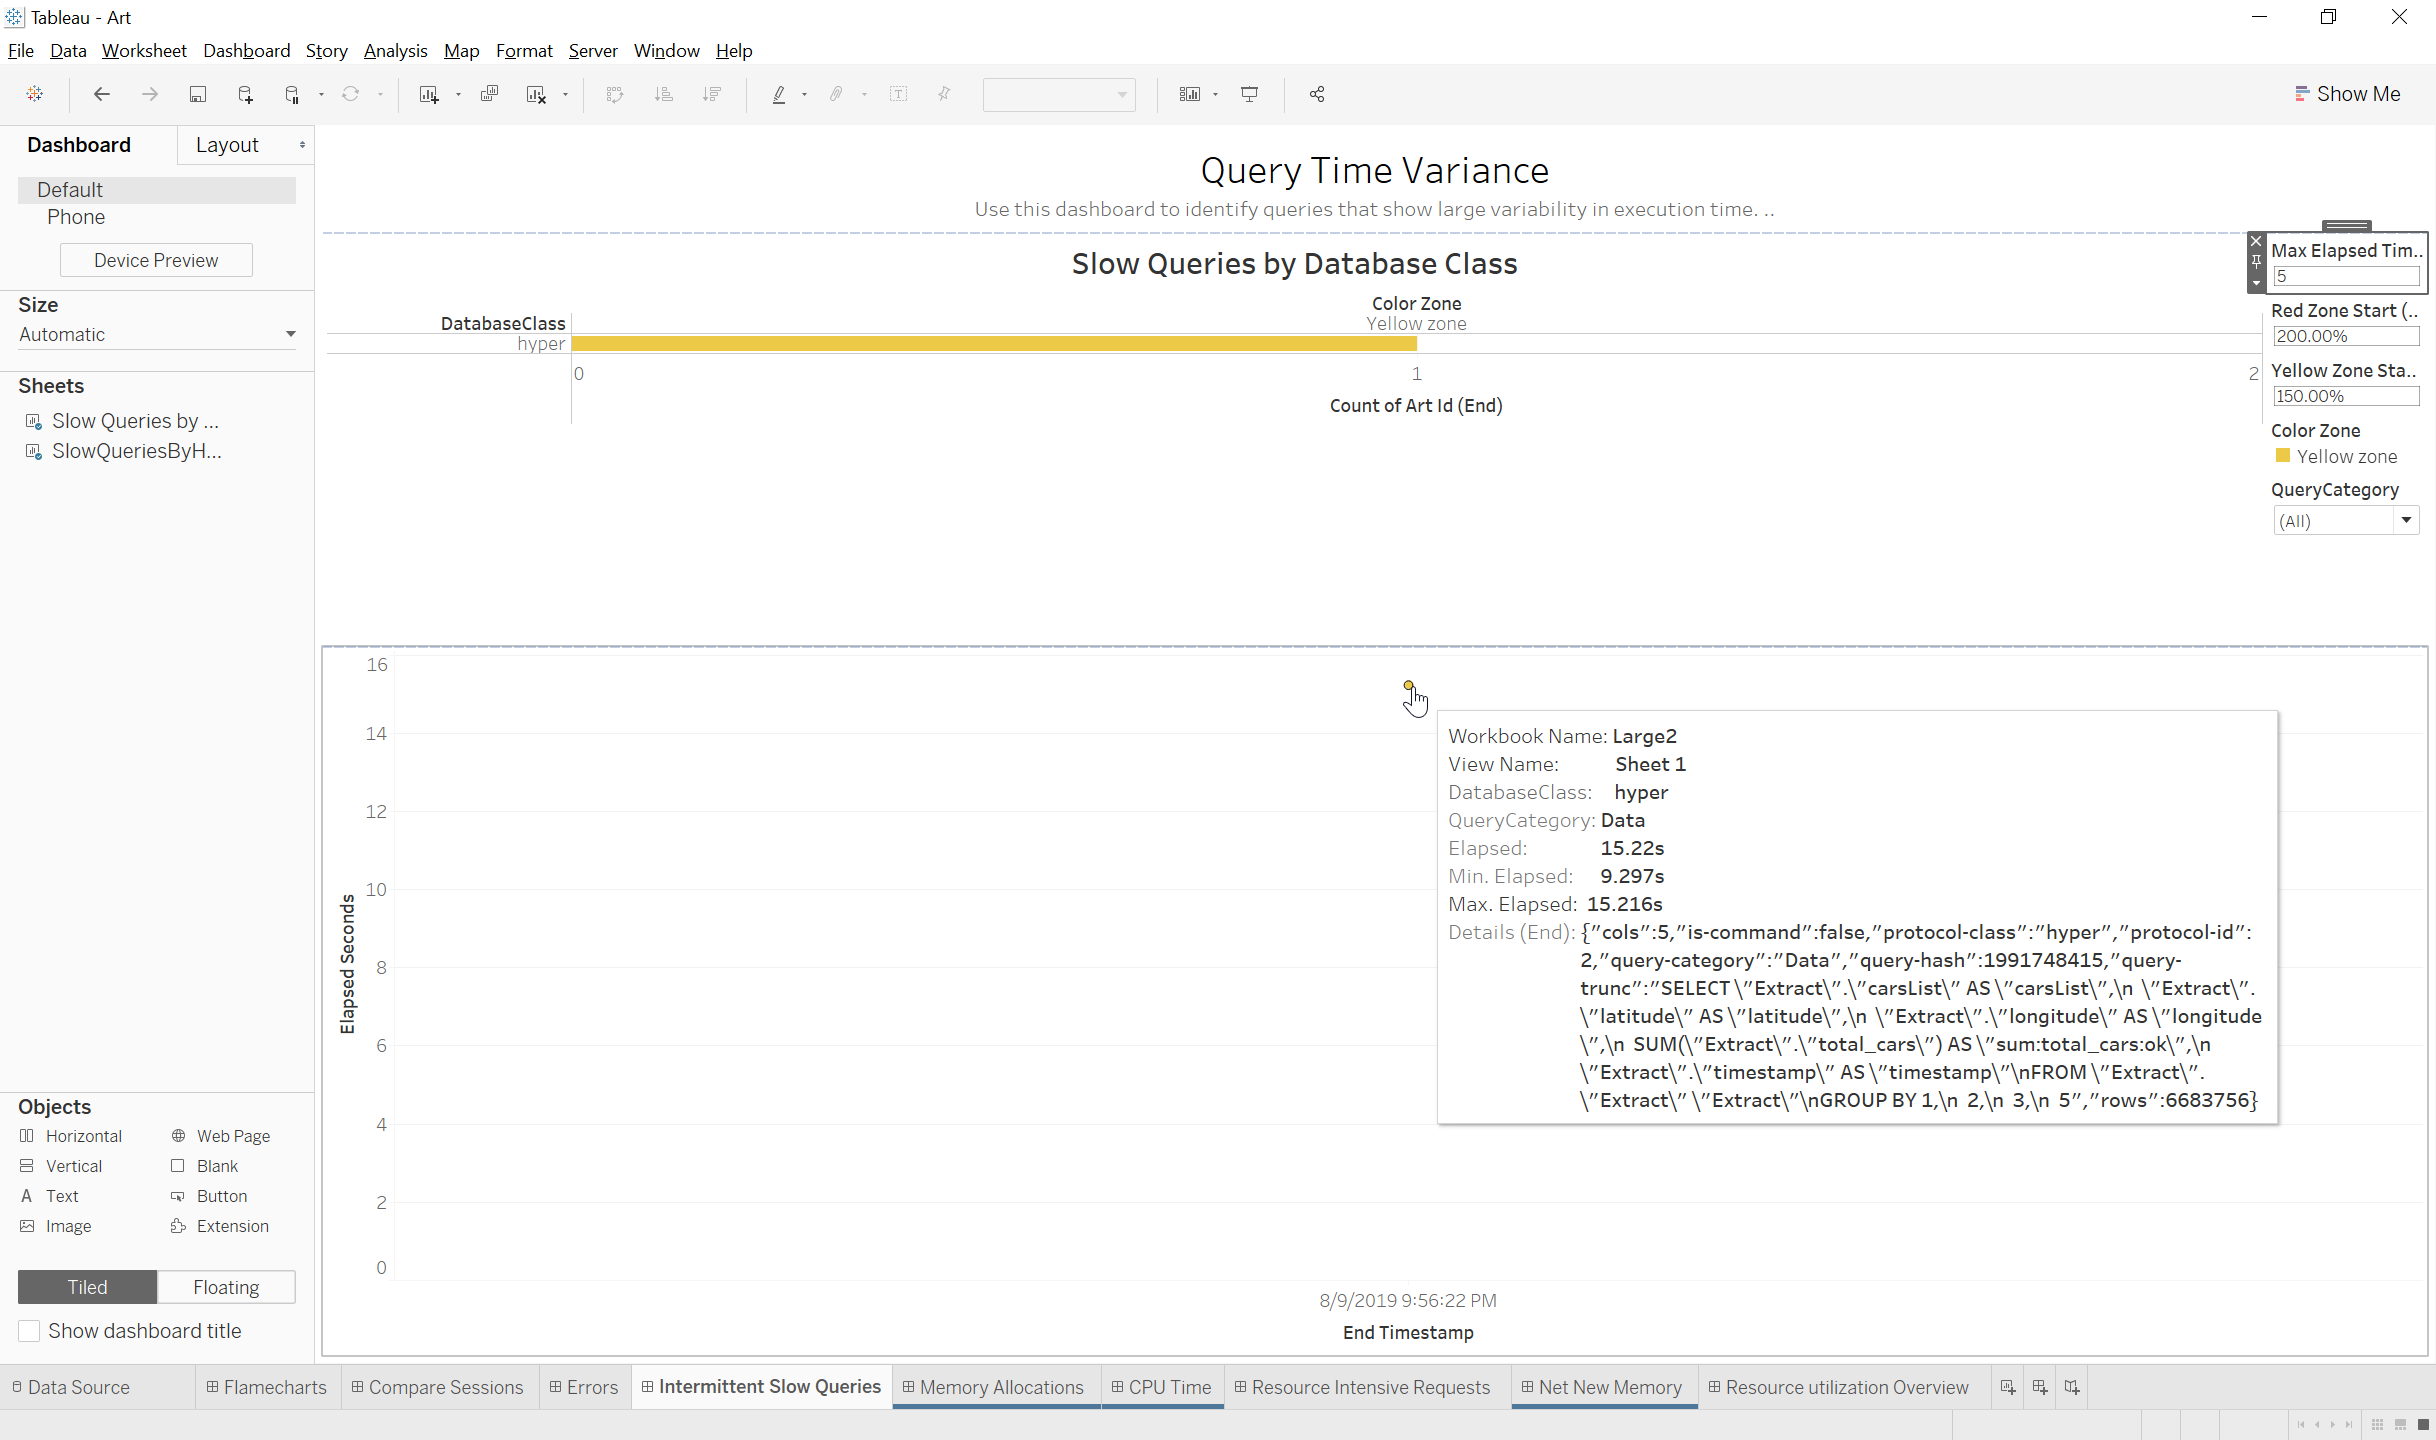 Tableau - Art
File Data Worksheet Dashboard Story Analysis Map Format Server Window Help
Show Me
Dashboard Layout
Default
Phone
Device Preview
Size
Automatic
Sheets
Slow Queries by ...
SlowQueriesByH...
Objects
Horizontal Web Page
Vertical Blank
A Text Button
Image Extension
Tiled Floating
Show dashboard title
Query Time Variance
Use this dashboard to identify queries that show large variability in execution time. ..
Slow Queries by Database Class
Color Zone
DatabaseClass Yellow zone
hyper
0 1 2
Count of Art Id (End)
Max Elapsed Tim..
5
Red Zone Start (..
200.00%
Yellow Zone Sta..
150.00%
Color Zone
Yellow zone
QueryCategory
(All)
16
14
12
10
8
6
4
2
0
Elapsed Seconds
8/9/2019 9:56:22 PM
End Timestamp
Workbook Name: Large2
View Name: Sheet 1
DatabaseClass: hyper
QueryCategory: Data
Elapsed: 15.22s
Min. Elapsed: 9.297s
Max. Elapsed: 15.216s
Details (End): {"cols":5,"is-command":false,"protocol-class":"hyper","protocol-id":
2,"query-category":"Data","query-hash":1991748415,"query-
trunc":"SELECT \"Extract\".\"carsList\" AS \"carsList\",\n \"Extract\".
\"latitude\" AS \"latitude\",\n \"Extract\".\"longitude\" AS \"longitude
\",\n SUM(\"Extract\".\"total_cars\") AS \"sum:total_cars:ok\",\n
\"Extract\".\"timestamp\" AS \"timestamp\"\nFROM \"Extract\".
\"Extract\" \"Extract\"\nGROUP BY 1,\n 2,\n 3,\n 5","rows":6683756}
Data Source Flamecharts Compare Sessions Errors Intermittent Slow Queries Memory Allocations CPU Time Resource Intensive Requests Net New Memory Resource utilization Overview